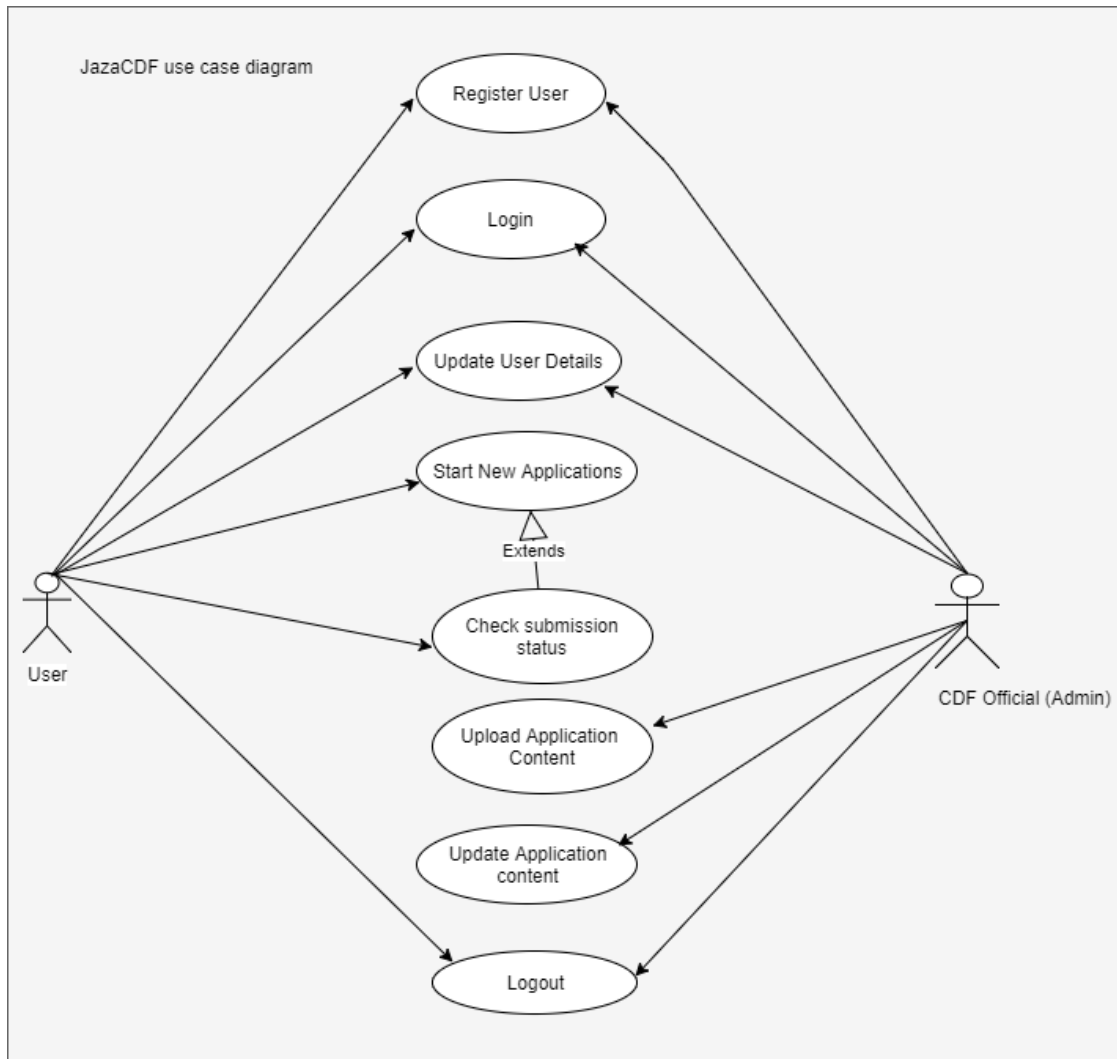 JazaCDF use case diagram
Register User
Login
Update User Details
Start New Applications
Extends
Check submission
status
User
CDF Official (Admin)
Upload Application
Content
Update Application
content
Logout